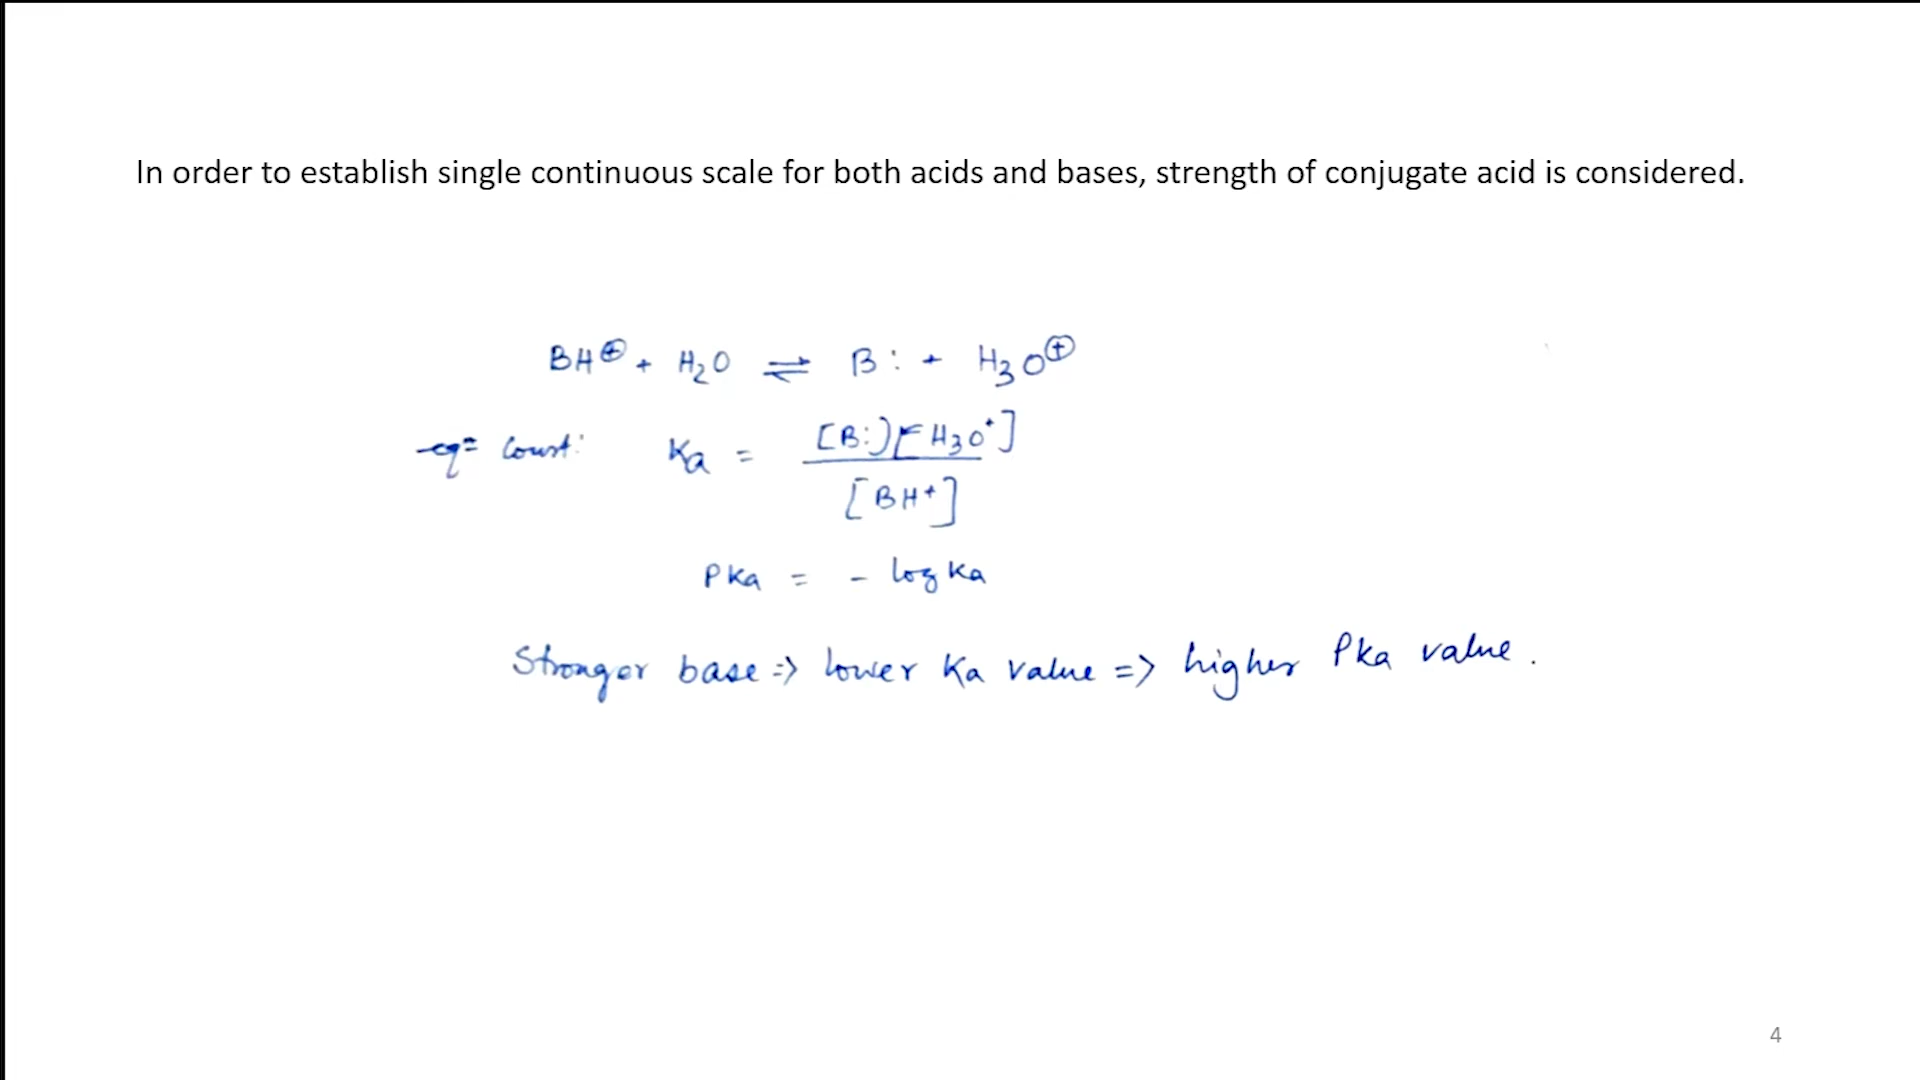 In order to establish single continuous scale for both acids and bases, strength of conjugate acid is considered.
BH⊕ + H₂O ⇌ B: + H₃O⊕
eq= Const: Ka = [B:][H₃O⁺]
[BH⁺]
PKa = - log Ka
Stronger base => lower Ka value => higher Pka value.
4